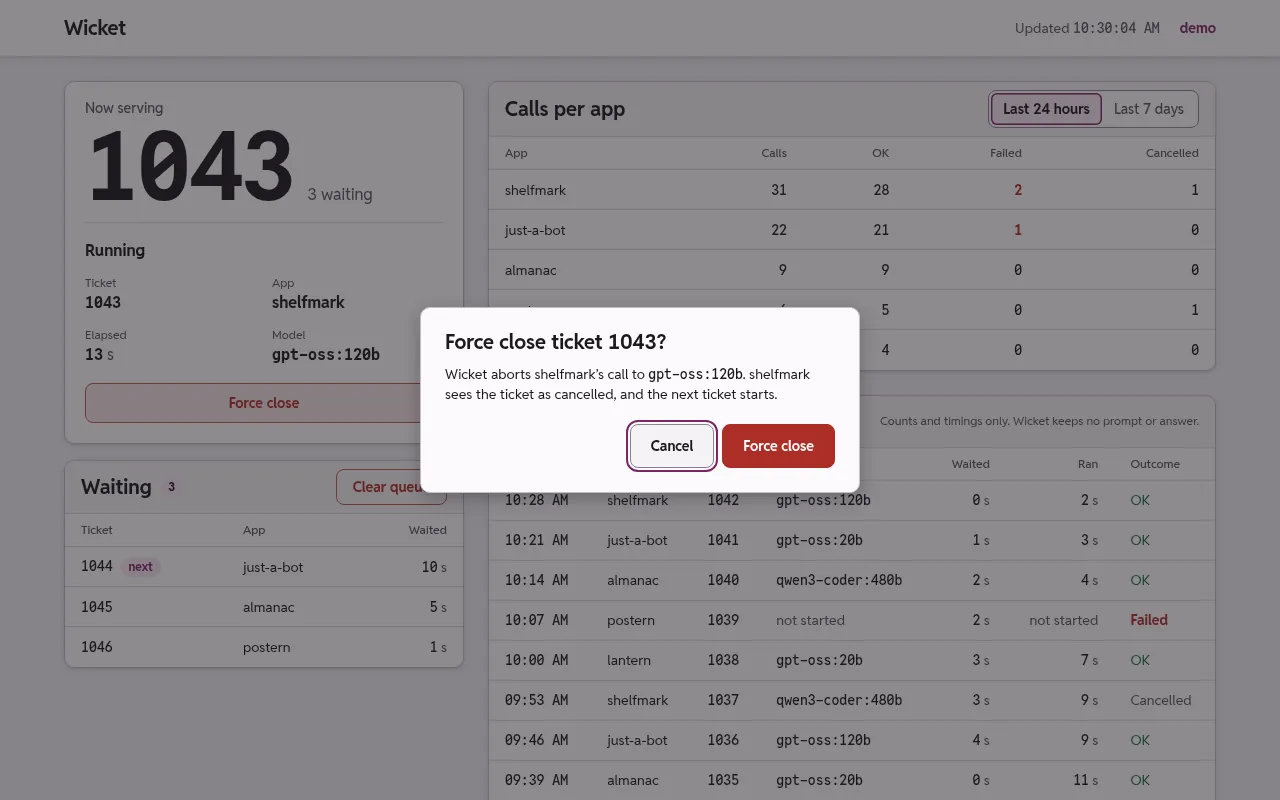 Wicket
Updated 10:30:04 AM demo
Now serving
1043 3 waiting
Running
Ticket App
1043 shelfmark
Elapsed Model
13 s gpt-oss:120b
Force close
Waiting 3 Clear queu
Ticket App Waited
1044 next just-a-bot 10 s
1045 almanac 5 s
1046 postern 1 s
Calls per app Last 24 hours Last 7 days
App Calls OK Failed Cancelled
shelfmark 31 28 2 1
just-a-bot 22 21 1 0
almanac 9 9 0 0
5 0 1
4 0 0
Force close ticket 1043?
Wicket aborts shelfmark's call to gpt-oss:120b. shelfmark
sees the ticket as cancelled, and the next ticket starts.
Cancel Force close
Counts and timings only. Wicket keeps no prompt or answer.
Waited Ran Outcome
10:28 AM shelfmark 1042 gpt-oss:120b 0 s 2 s OK
10:21 AM just-a-bot 1041 gpt-oss:20b 1 s 3 s OK
10:14 AM almanac 1040 qwen3-coder:480b 2 s 4 s OK
10:07 AM postern 1039 not started 2 s not started Failed
10:00 AM lantern 1038 gpt-oss:20b 3 s 7 s OK
09:53 AM shelfmark 1037 qwen3-coder:480b 3 s 9 s Cancelled
09:46 AM just-a-bot 1036 gpt-oss:120b 4 s 9 s OK
09:39 AM almanac 1035 gpt-oss:20b 0 s 11 s OK